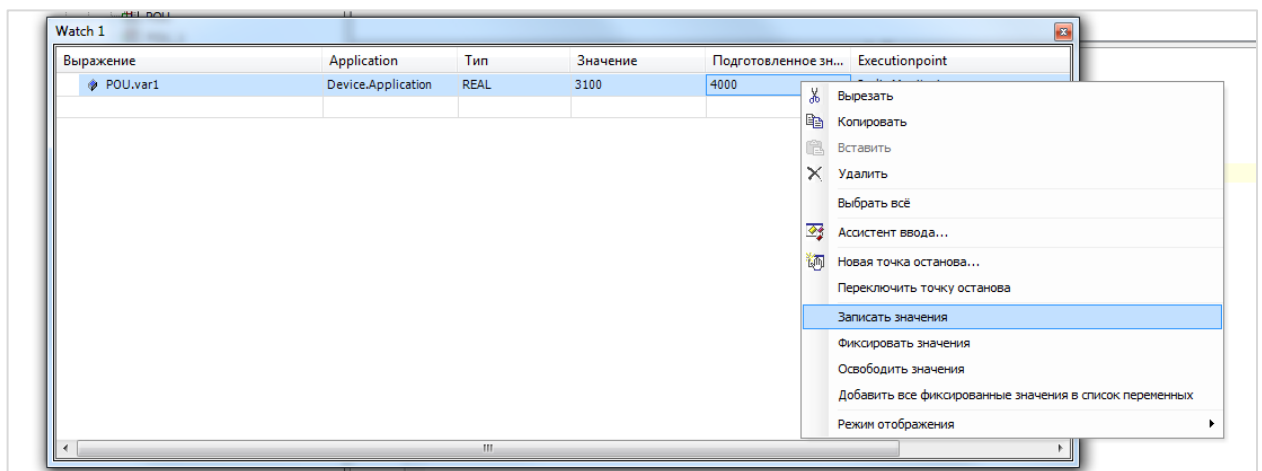 POU
Watch 1
Выражение Application Тип Значение Подготовленное зн... Executionpoint
POU.var1 Device.Application REAL 3100 4000
Вырезать
Копировать
Вставить
Удалить
Выбрать всё
Ассистент ввода...
Новая точка останова...
Переключить точку останова
Записать значения
Фиксировать значения
Освободить значения
Добавить все фиксированные значения в список переменных
Режим отображения